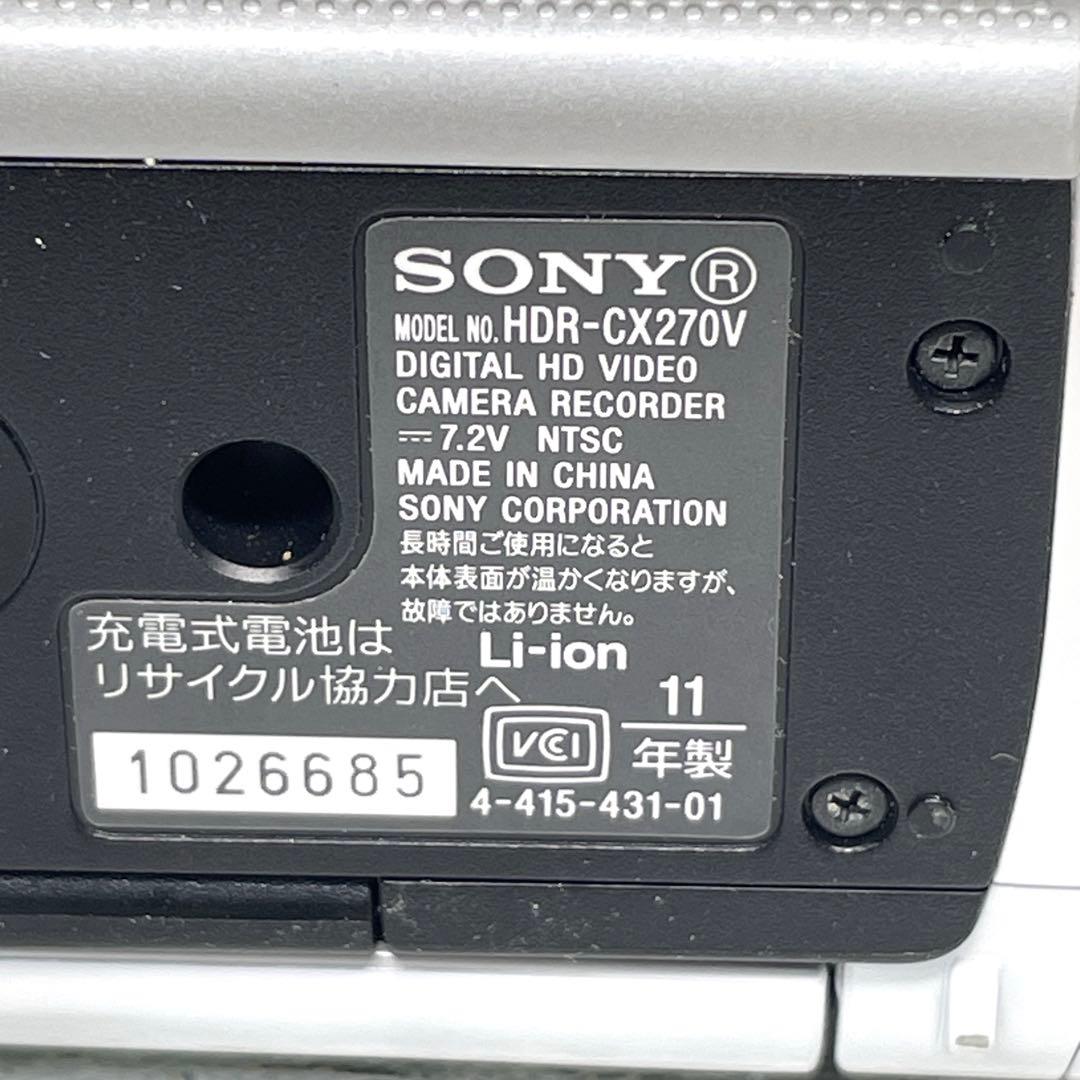 SONY®
MODEL NO. HDR-CX270V
DIGITAL HD VIDEO
CAMERA RECORDER
⎓7.2V NTSC
MADE IN CHINA
SONY CORPORATION
長時間ご使用になると
本体表面が温かくなりますが、
故障ではありません。
充電式電池は
リサイクル協力店へ
Li-ion
11
年製
VCCI
1026685
4-415-431-01